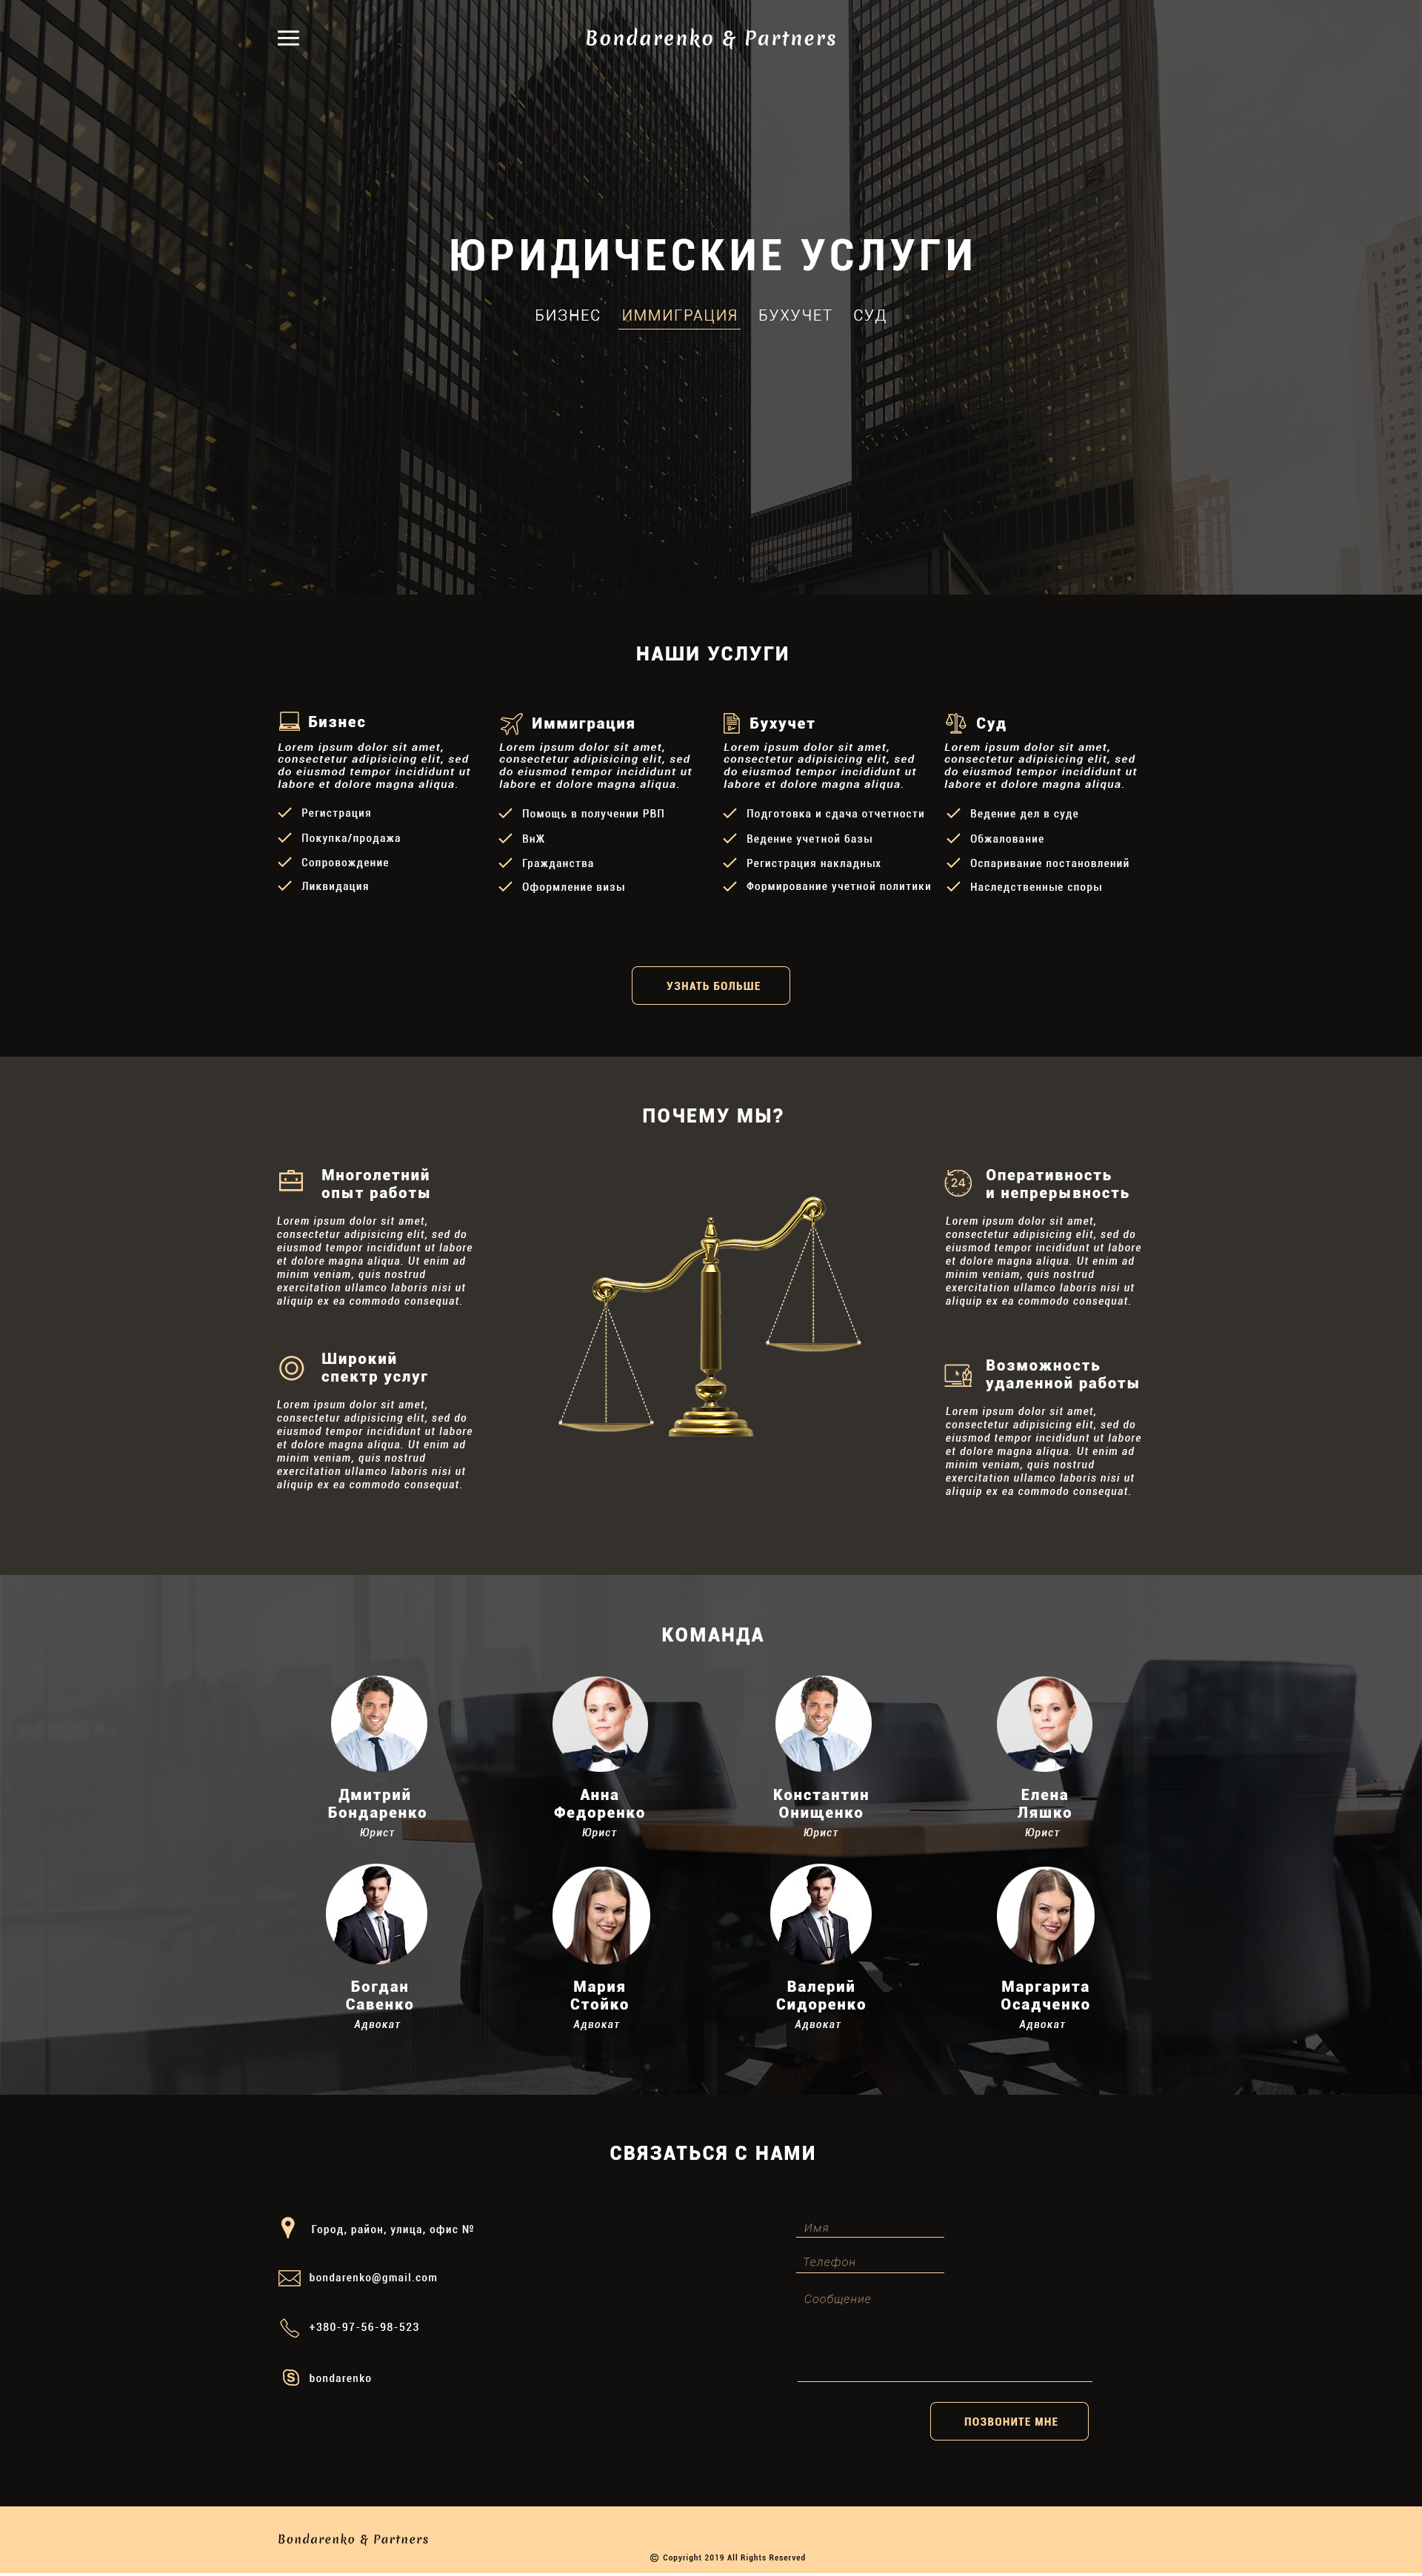 Bondarenko & Partners
ЮРИДИЧЕСКИЕ УСЛУГИ
БИЗНЕС ИММИГРАЦИЯ БУХУЧЕТ СУД
НАШИ УСЛУГИ
Бизнес
Lorem ipsum dolor sit amet,
consectetur adipisicing elit, sed
do eiusmod tempor incididunt ut
labore et dolore magna aliqua.
Регистрация
Покупка/продажа
Сопровождение
Ликвидация
Иммиграция
Lorem ipsum dolor sit amet,
consectetur adipisicing elit, sed
do eiusmod tempor incididunt ut
labore et dolore magna aliqua.
Помощь в получении РВП
ВнЖ
Гражданства
Оформление визы
Бухучет
Lorem ipsum dolor sit amet,
consectetur adipisicing elit, sed
do eiusmod tempor incididunt ut
labore et dolore magna aliqua.
Подготовка и сдача отчетности
Ведение учетной базы
Регистрация накладных
Формирование учетной политики
Суд
Lorem ipsum dolor sit amet,
consectetur adipisicing elit, sed
do eiusmod tempor incididunt ut
labore et dolore magna aliqua.
Ведение дел в суде
Обжалование
Оспаривание постановлений
Наследственные споры
УЗНАТЬ БОЛЬШЕ
ПОЧЕМУ МЫ?
Многолетний
опыт работы
Lorem ipsum dolor sit amet,
consectetur adipisicing elit, sed do
eiusmod tempor incididunt ut labore
et dolore magna aliqua. Ut enim ad
minim veniam, quis nostrud
exercitation ullamco laboris nisi ut
aliquip ex ea commodo consequat.
Широкий
спектр услуг
Lorem ipsum dolor sit amet,
consectetur adipisicing elit, sed do
eiusmod tempor incididunt ut labore
et dolore magna aliqua. Ut enim ad
minim veniam, quis nostrud
exercitation ullamco laboris nisi ut
aliquip ex ea commodo consequat.
24
Оперативность
и непрерывность
Lorem ipsum dolor sit amet,
consectetur adipisicing elit, sed do
eiusmod tempor incididunt ut labore
et dolore magna aliqua. Ut enim ad
minim veniam, quis nostrud
exercitation ullamco laboris nisi ut
aliquip ex ea commodo consequat.
Возможность
удаленной работы
Lorem ipsum dolor sit amet,
consectetur adipisicing elit, sed do
eiusmod tempor incididunt ut labore
et dolore magna aliqua. Ut enim ad
minim veniam, quis nostrud
exercitation ullamco laboris nisi ut
aliquip ex ea commodo consequat.
КОМАНДА
Дмитрий
Бондаренко
Юрист
Анна
Федоренко
Юрист
Константин
Онищенко
Юрист
Елена
Ляшко
Юрист
Богдан
Савенко
Адвокат
Мария
Стойко
Адвокат
Валерий
Сидоренко
Адвокат
Маргарита
Осадченко
Адвокат
СВЯЗАТЬСЯ С НАМИ
Город, район, улица, офис №
bondarenko@gmail.com
+380-97-56-98-523
bondarenko
Имя
Телефон
Сообщение
ПОЗВОНИТЕ МНЕ
Bondarenko & Partners
© Copyright 2019 All Rights Reserved